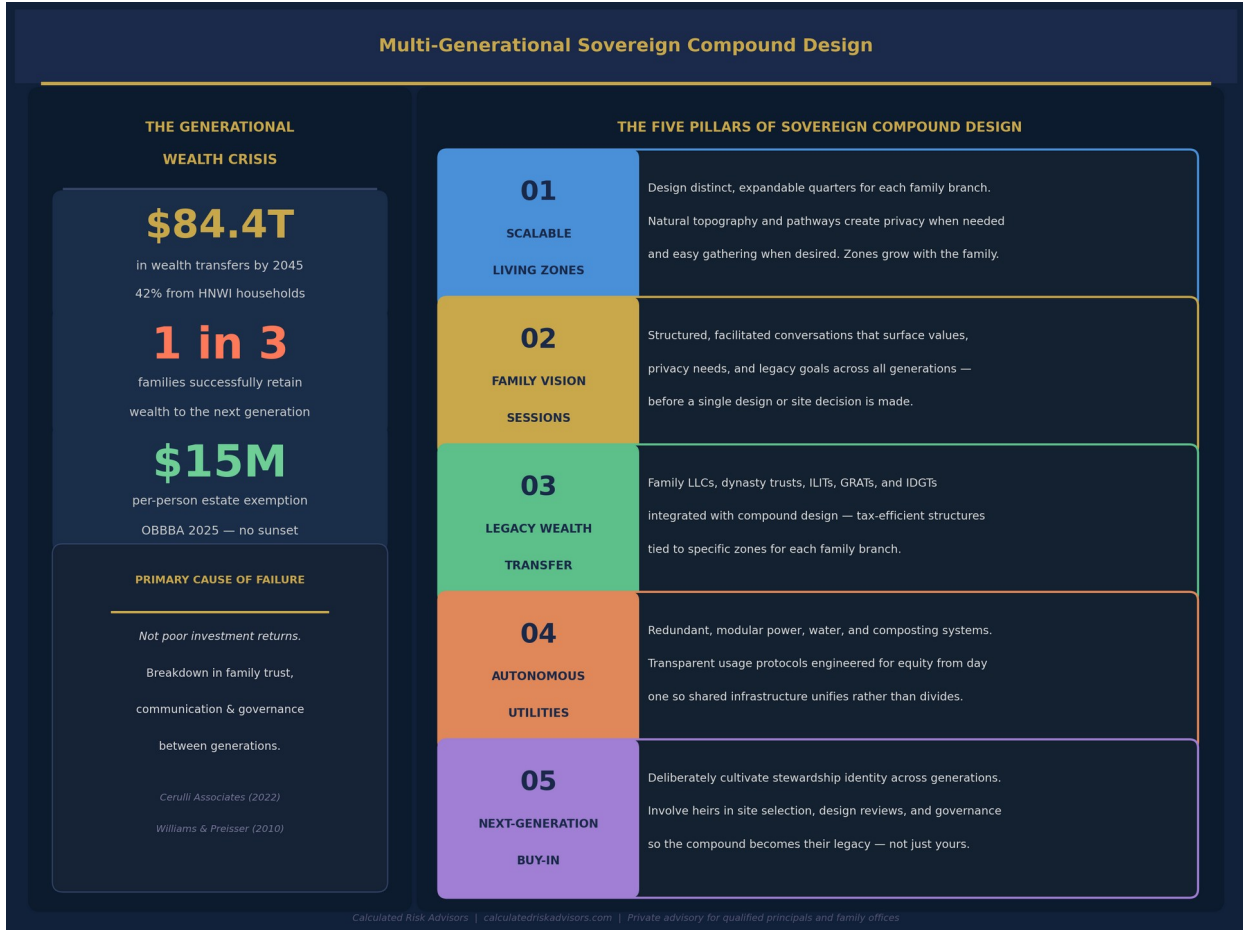 Multi-Generational Sovereign Compound Design
THE GENERATIONAL
WEALTH CRISIS
$84.4T
in wealth transfers by 2045
42% from HNWI households
1 in 3
families successfully retain
wealth to the next generation
$15M
per-person estate exemption
OBBBA 2025 — no sunset
PRIMARY CAUSE OF FAILURE
Not poor investment returns.
Breakdown in family trust,
communication & governance
between generations.
Cerulli Associates (2022)
Williams & Preisser (2010)
THE FIVE PILLARS OF SOVEREIGN COMPOUND DESIGN
01
SCALABLE
LIVING ZONES
Design distinct, expandable quarters for each family branch.
Natural topography and pathways create privacy when needed
and easy gathering when desired. Zones grow with the family.
02
FAMILY VISION
SESSIONS
Structured, facilitated conversations that surface values,
privacy needs, and legacy goals across all generations —
before a single design or site decision is made.
03
LEGACY WEALTH
TRANSFER
Family LLCs, dynasty trusts, ILITs, GRATs, and IDGTs
integrated with compound design — tax-efficient structures
tied to specific zones for each family branch.
04
AUTONOMOUS
UTILITIES
Redundant, modular power, water, and composting systems.
Transparent usage protocols engineered for equity from day
one so shared infrastructure unifies rather than divides.
05
NEXT-GENERATION
BUY-IN
Deliberately cultivate stewardship identity across generations.
Involve heirs in site selection, design reviews, and governance
so the compound becomes their legacy — not just yours.
Calculated Risk Advisors | calculatedriskadvisors.com | Private advisory for qualified principals and family offices